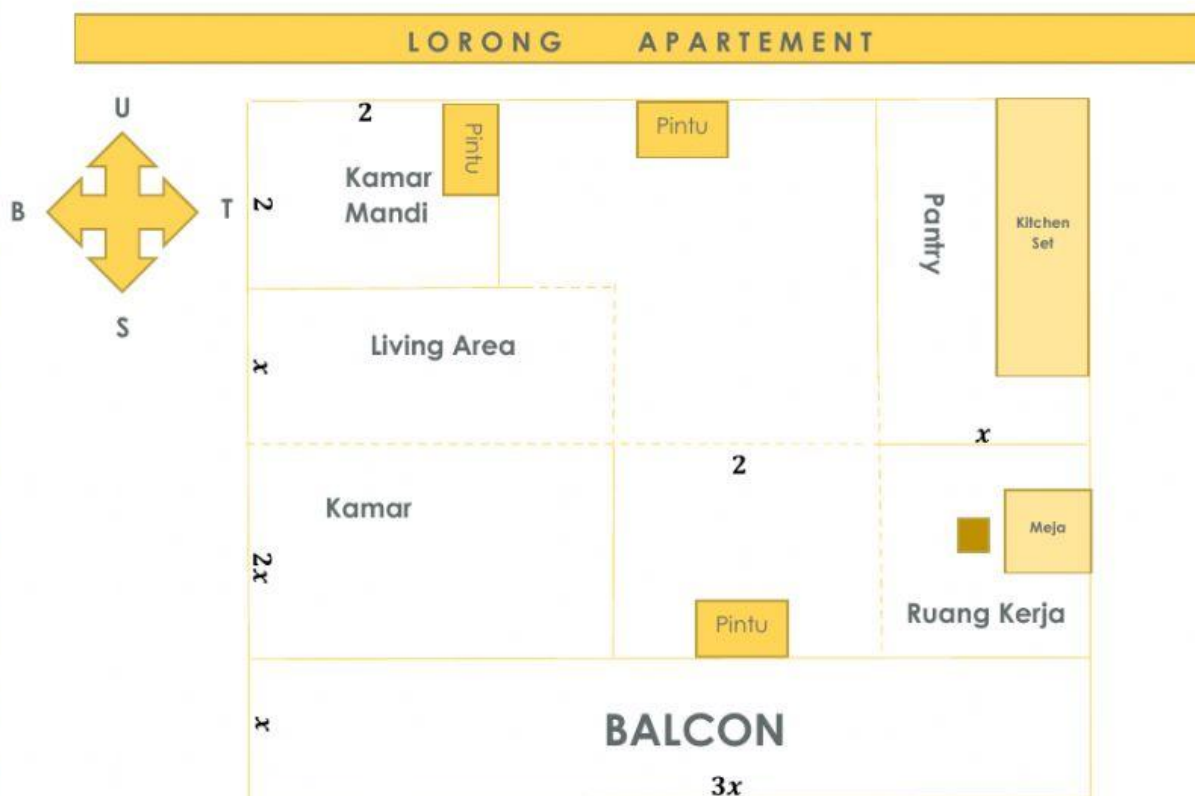 LORONG APARTEMENT
U
B
T
S
2
Pintu
Pintu
Kamar
Mandi
2
Pantry
Kitchen
Set
Living Area
x
x
2
Kamar
Meja
2x
Ruang Kerja
Pintu
x
BALCON
3x